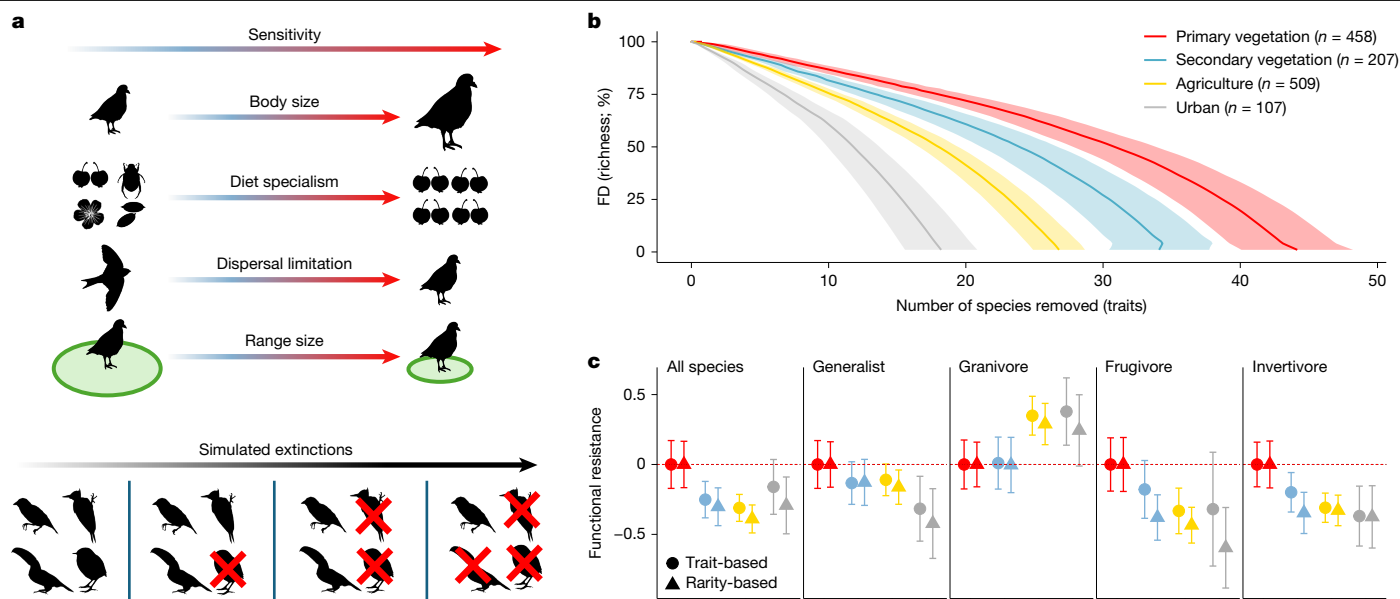 a
Sensitivity
Body size
Diet specialism
Dispersal limitation
Range size
Simulated extinctions
b
100
75
50
25
0
FD (richness; %)
0 10 20 30 40 50
Number of species removed (traits)
Primary vegetation (n = 458)
Secondary vegetation (n = 207)
Agriculture (n = 509)
Urban (n = 107)
c
All species Generalist Granivore Frugivore Invertivore
0.5
0
−0.5
Functional resistance
Trait-based
Rarity-based